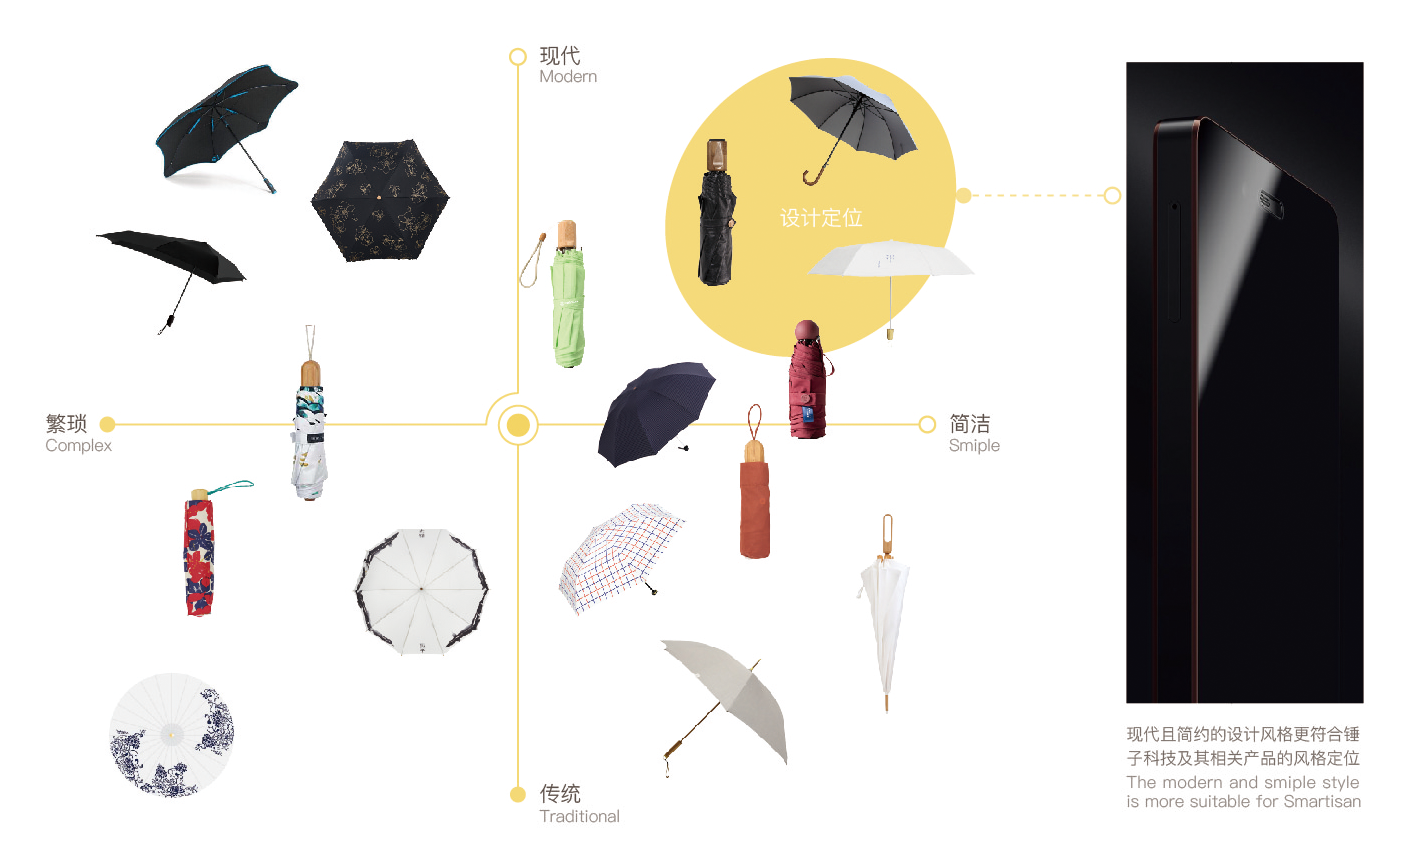 现代
Modern
设计定位
繁琐
Complex
简洁
Smiple
传统
Traditional
现代且简约的设计风格更符合锤
子科技及其相关产品的风格定位
The modern and smiple style
is more suitable for Smartisan